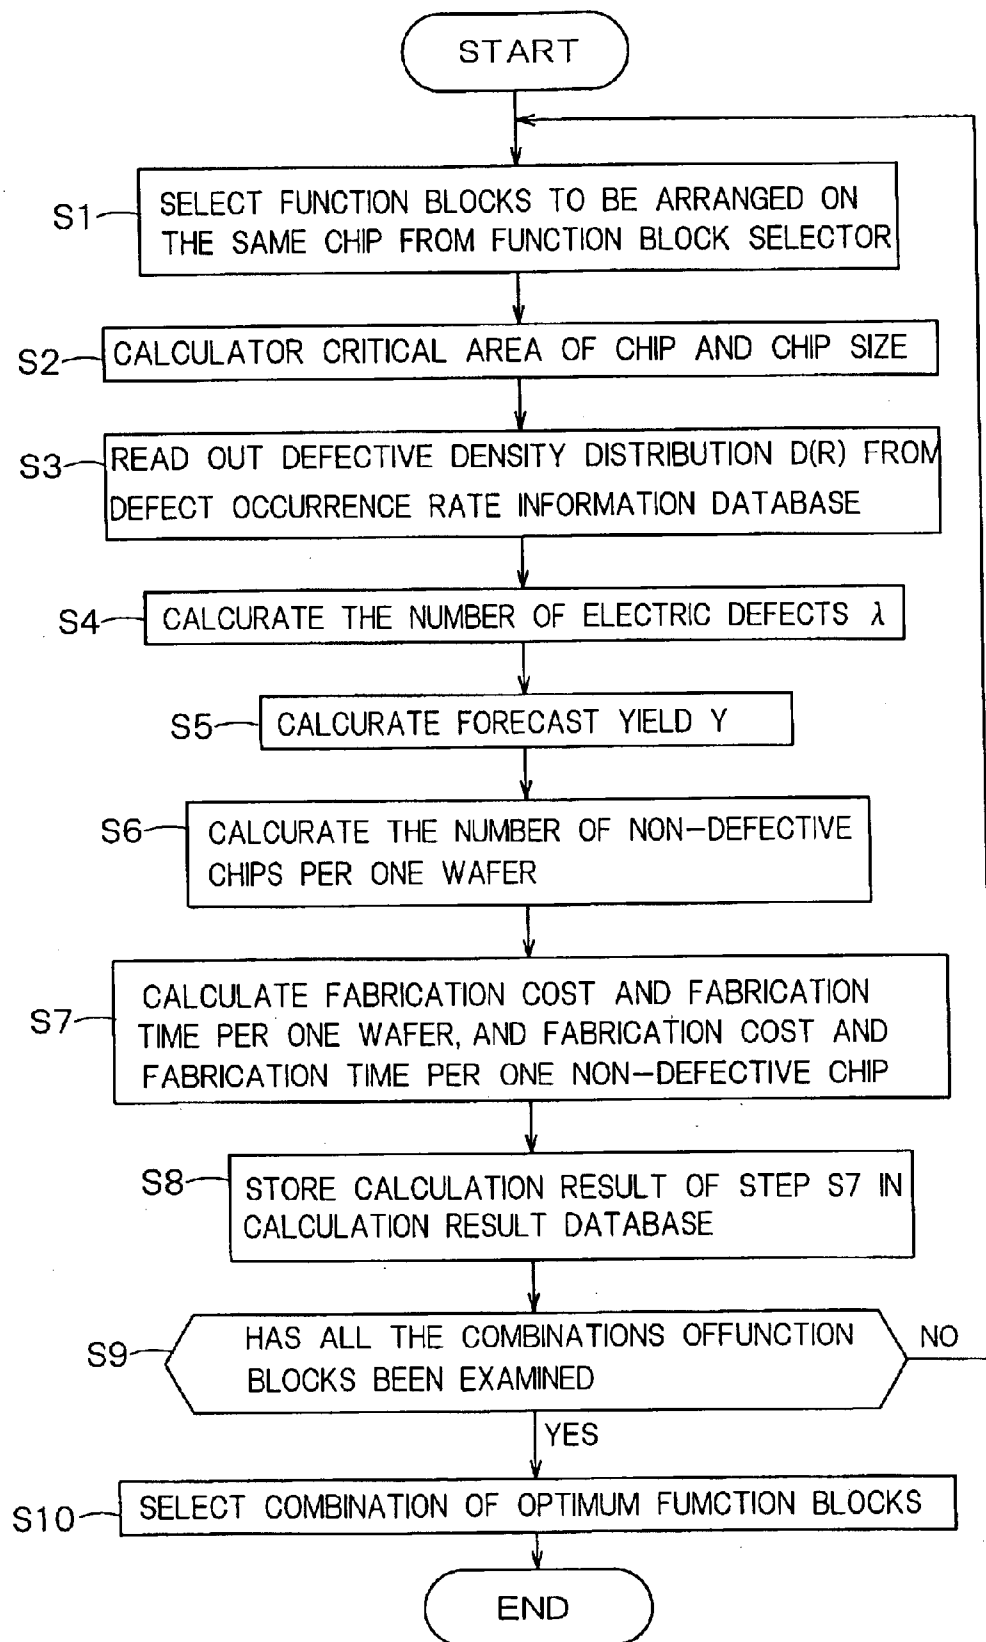 START
S1
SELECT FUNCTION BLOCKS TO BE ARRANGED ON
THE SAME CHIP FROM FUNCTION BLOCK SELECTOR
S2
CALCULATOR CRITICAL AREA OF CHIP AND CHIP SIZE
S3
READ OUT DEFECTIVE DENSITY DISTRIBUTION D(R) FROM
DEFECT OCCURRENCE RATE INFORMATION DATABASE
S4
CALCURATE THE NUMBER OF ELECTRIC DEFECTS λ
S5
CALCURATE FORECAST YIELD Y
S6
CALCURATE THE NUMBER OF NON-DEFECTIVE
CHIPS PER ONE WAFER
S7
CALCULATE FABRICATION COST AND FABRICATION
TIME PER ONE WAFER, AND FABRICATION COST AND
FABRICATION TIME PER ONE NON-DEFECTIVE CHIP
S8
STORE CALCULATION RESULT OF STEP S7 IN
CALCULATION RESULT DATABASE
S9
HAS ALL THE COMBINATIONS OFFUNCTION
BLOCKS BEEN EXAMINED
NO
YES
S10
SELECT COMBINATION OF OPTIMUM FUMCTION BLOCKS
END